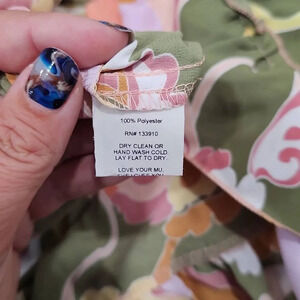 100% Polyester
RN# 133910
DRY CLEAN OR
HAND WASH COLD.
LAY FLAT TO DRY.
LOVE YOUR MU.